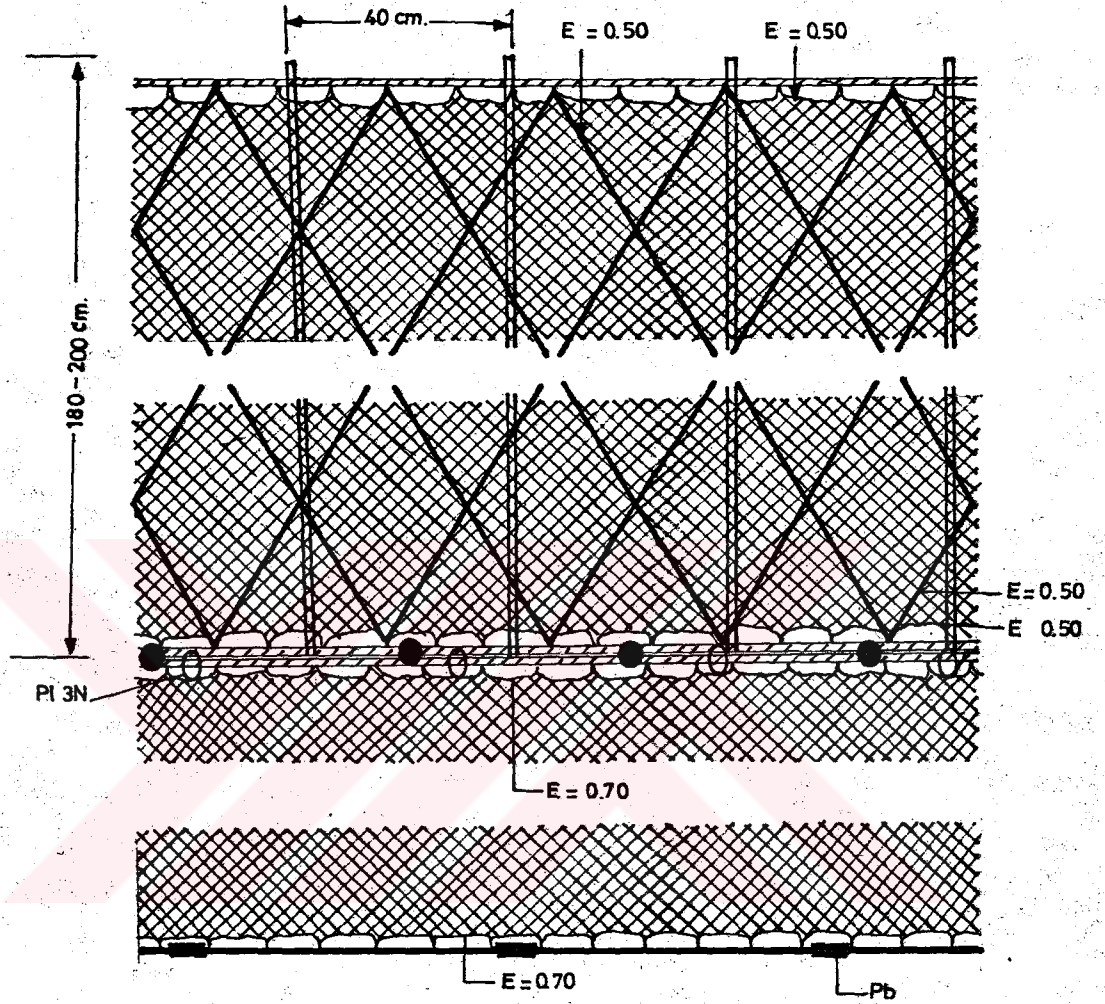 40 cm.
E = 0.50
E = 0.50
180-200 cm.
E = 0.50
E 0.50
Pl 3N
E = 0.70
E = 0.70
Pb